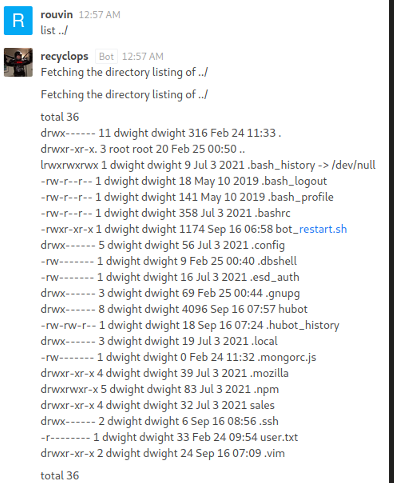 R
rouvin 12:57 AM
list ../
recyclops Bot 12:57 AM
Fetching the directory listing of ../
Fetching the directory listing of ../
total 36
drwx------ 11 dwight dwight 316 Feb 24 11:33 .
drwxr-xr-x. 3 root root 20 Feb 25 00:50 ..
lrwxrwxrwx 1 dwight dwight 9 Jul 3 2021 .bash_history -> /dev/null
-rw-r--r-- 1 dwight dwight 18 May 10 2019 .bash_logout
-rw-r--r-- 1 dwight dwight 141 May 10 2019 .bash_profile
-rw-r--r-- 1 dwight dwight 358 Jul 3 2021 .bashrc
-rwxr-xr-x 1 dwight dwight 1174 Sep 16 06:58 bot_restart.sh
drwx------ 5 dwight dwight 56 Jul 3 2021 .config
-rw------- 1 dwight dwight 9 Feb 25 00:40 .dbshell
-rw------- 1 dwight dwight 16 Jul 3 2021 .esd_auth
drwx------ 3 dwight dwight 69 Feb 25 00:44 .gnupg
drwx------ 8 dwight dwight 4096 Sep 16 07:57 hubot
-rw-rw-r-- 1 dwight dwight 18 Sep 16 07:24 .hubot_history
drwx------ 3 dwight dwight 19 Jul 3 2021 .local
-rw------- 1 dwight dwight 0 Feb 24 11:32 .mongorc.js
drwxr-xr-x 4 dwight dwight 39 Jul 3 2021 .mozilla
drwxrwxr-x 5 dwight dwight 83 Jul 3 2021 .npm
drwxr-xr-x 4 dwight dwight 32 Jul 3 2021 sales
drwx------ 2 dwight dwight 6 Sep 16 08:56 .ssh
-r-------- 1 dwight dwight 33 Feb 24 09:54 user.txt
drwxr-xr-x 2 dwight dwight 24 Sep 16 07:09 .vim
total 36